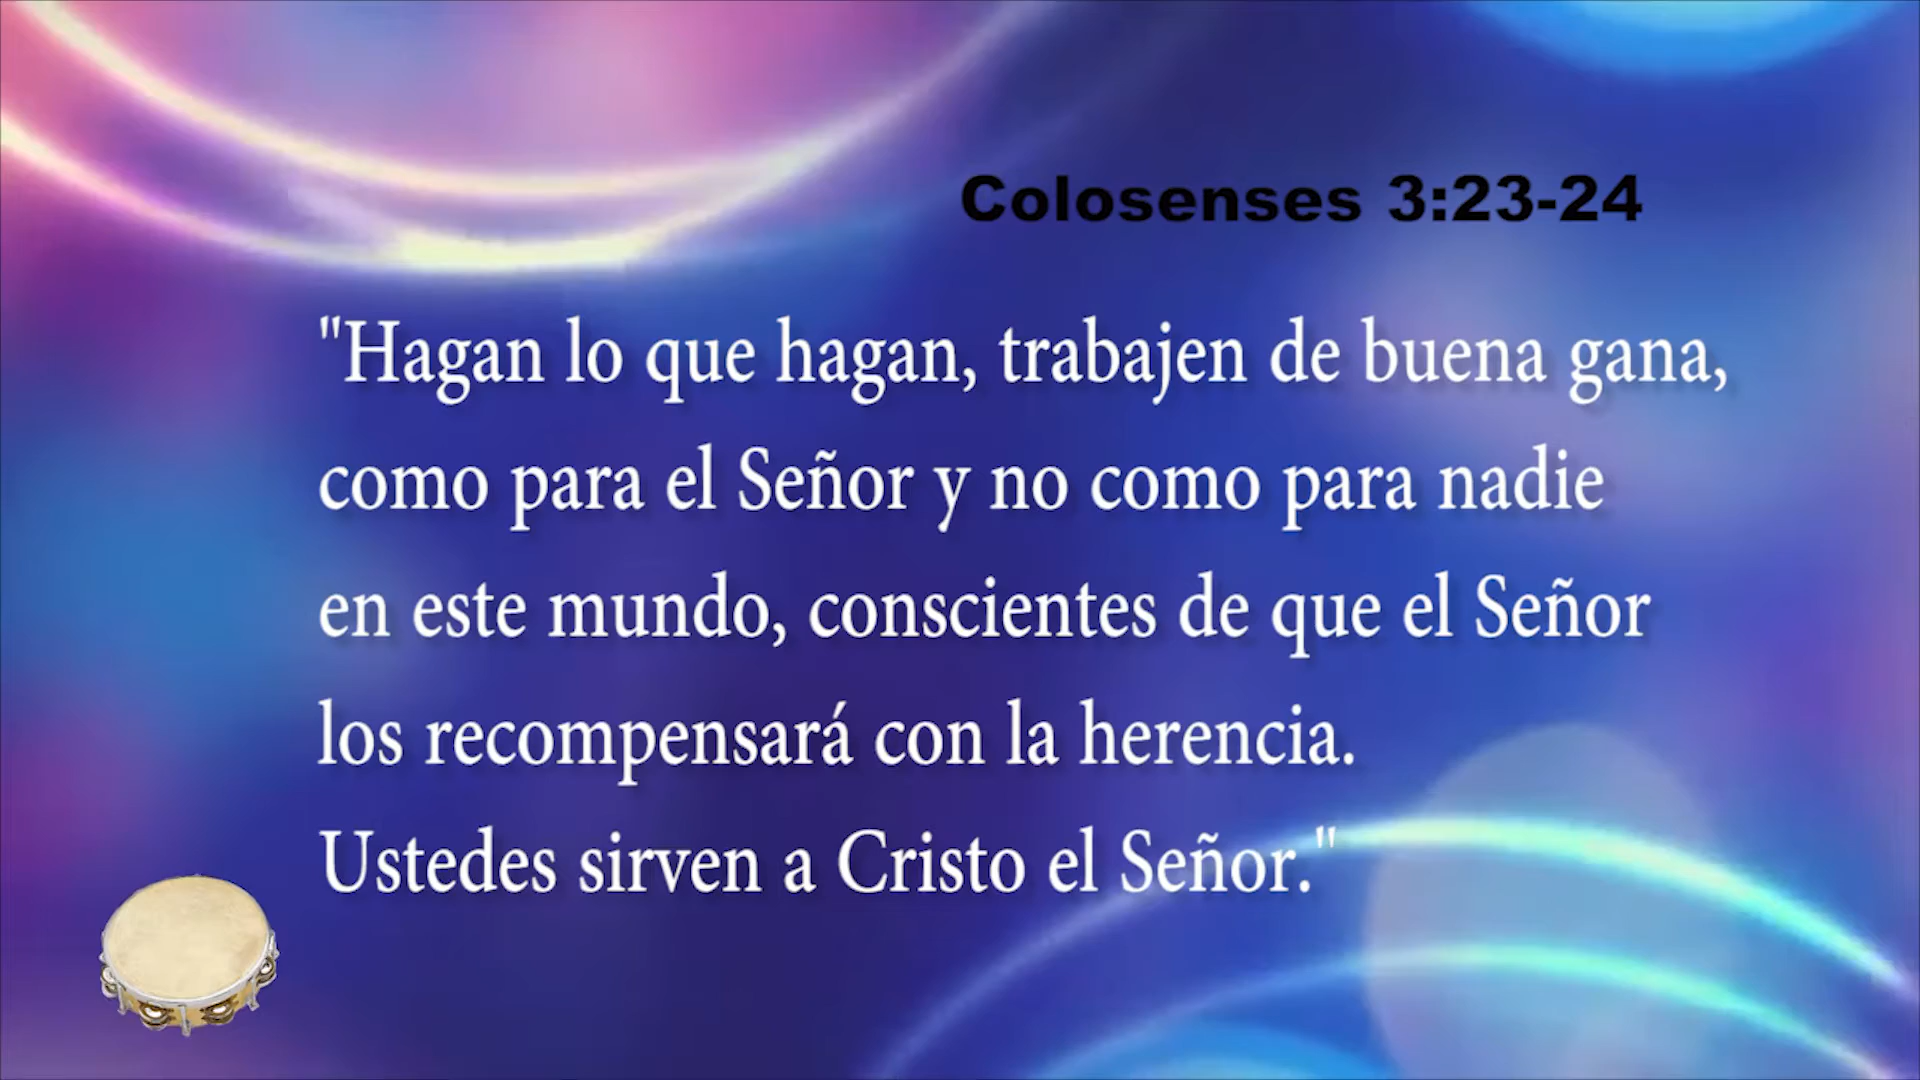 Colosenses 3:23-24
"Hagan lo que hagan, trabajen de buena gana,
como para el Señor y no como para nadie
en este mundo, conscientes de que el Señor
los recompensará con la herencia.
Ustedes sirven a Cristo el Señor."